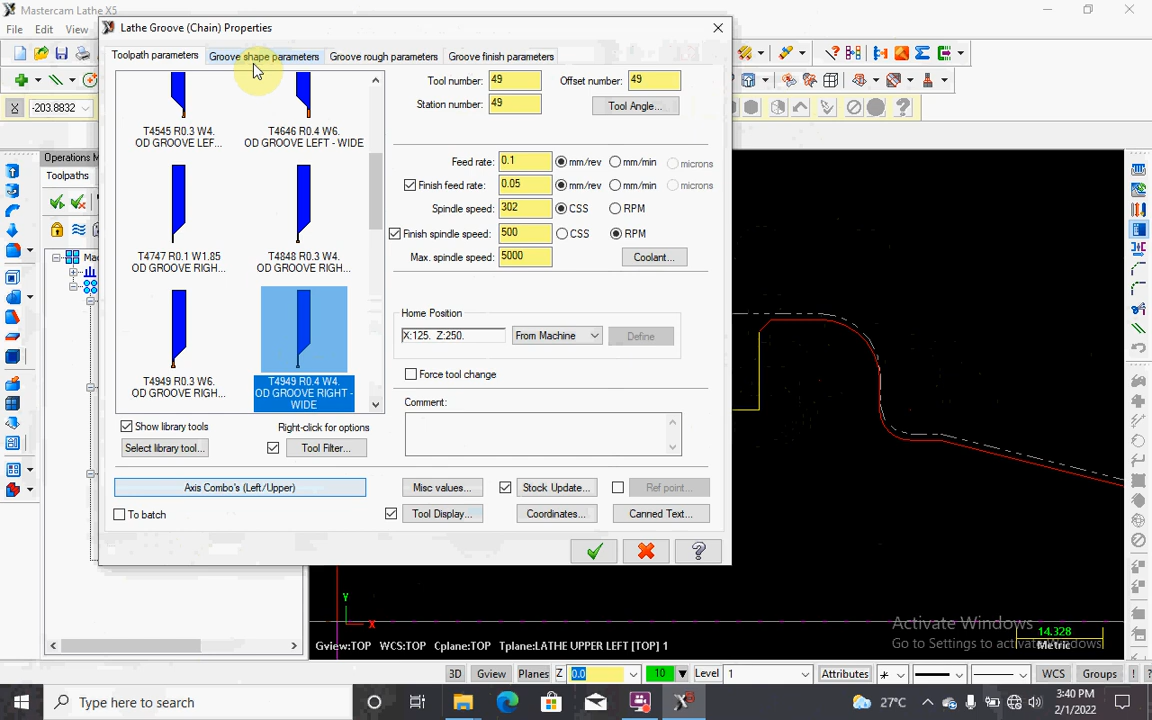 Mastercam Lathe X5
File Edit View
Lathe Groove (Chain) Properties
Toolpath parameters Groove shape parameters Groove rough parameters Groove finish parameters
-203.8832
Operations M
Toolpaths
T4545 R0.3 W4.
OD GROOVE LEF...
T4646 R0.4 W6.
OD GROOVE LEFT - WIDE
T4747 R0.1 W1.85
OD GROOVE RIGH...
T4848 R0.3 W4.
OD GROOVE RIGH...
T4949 R0.3 W6.
OD GROOVE RIGH...
T4949 R0.4 W4.
OD GROOVE RIGHT -
WIDE
Tool number: 49 Offset number: 49
Station number: 49 Tool Angle...
Feed rate: 0.1 mm/rev mm/min microns
Finish feed rate: 0.05 mm/rev mm/min microns
Spindle speed: 302 CSS RPM
Finish spindle speed: 500 CSS RPM
Max. spindle speed: 5000 Coolant...
Home Position
X:125. Z:250. From Machine Define
Force tool change
Comment:
Show library tools Right-click for options
Select library tool... Tool Filter...
Axis Combo's (Left/Upper) Misc values... Stock Update... Ref point...
To batch Tool Display... Coordinates... Canned Text...
Ma
Y
X
Gview:TOP WCS:TOP Cplane:TOP Tplane:LATHE UPPER LEFT [TOP] 1
14.328
Metric
Activate Windows
Go to Settings to activate Windows.
3D Gview Planes Z 0.0 10 Level 1 Attributes WCS Groups ! ?
Type here to search
27°C
3:40 PM
2/1/2022